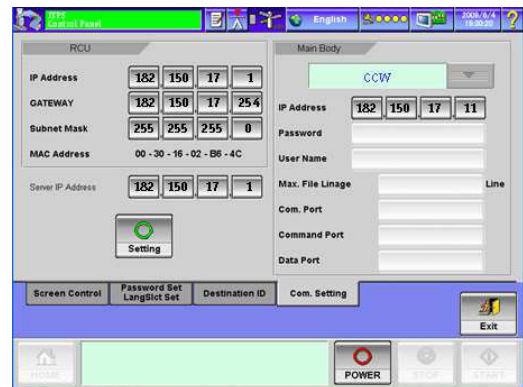 ITPS
Control Panel
English
2009/6/4
18:30:20
?
RCU
IP Address 182 150 17 1
GATEWAY 182 150 17 254
Subnet Mask 255 255 255 0
MAC Address 00 - 30 - 16 - 02 - B6 - 4C
Server IP Address 182 150 17 1
Setting
Main Body
CCW
IP Address 182 150 17 11
Password
User Name
Max. File Linage Line
Com. Port
Command Port
Data Port
Screen Control
Password Set
LangSlct Set
Destination ID
Com. Setting
Exit
HOME
POWER
STOP
START